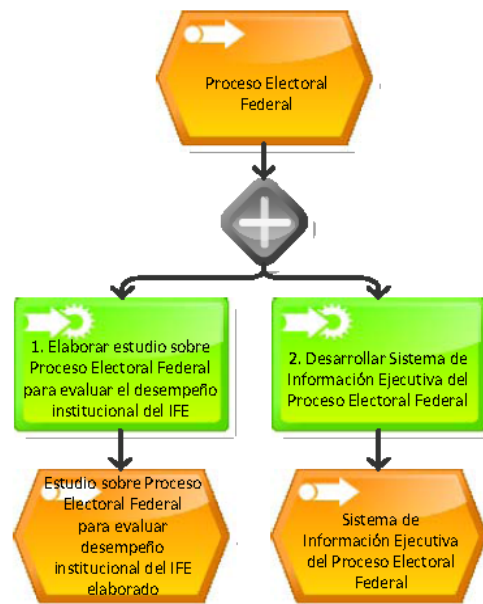 Proceso Electoral
Federal
1. Elaborar estudio sobre
Proceso Electoral Federal
para evaluar el desempeño
institucional del IFE
2. Desarrollar Sistema de
Información Ejecutiva del
Proceso Electoral Federal
Estudio sobre Proceso
Electoral Federal
para evaluar
desempeño
institucional del IFE
elaborado
Sistema de
Información Ejecutiva
del Proceso Electoral
Federal